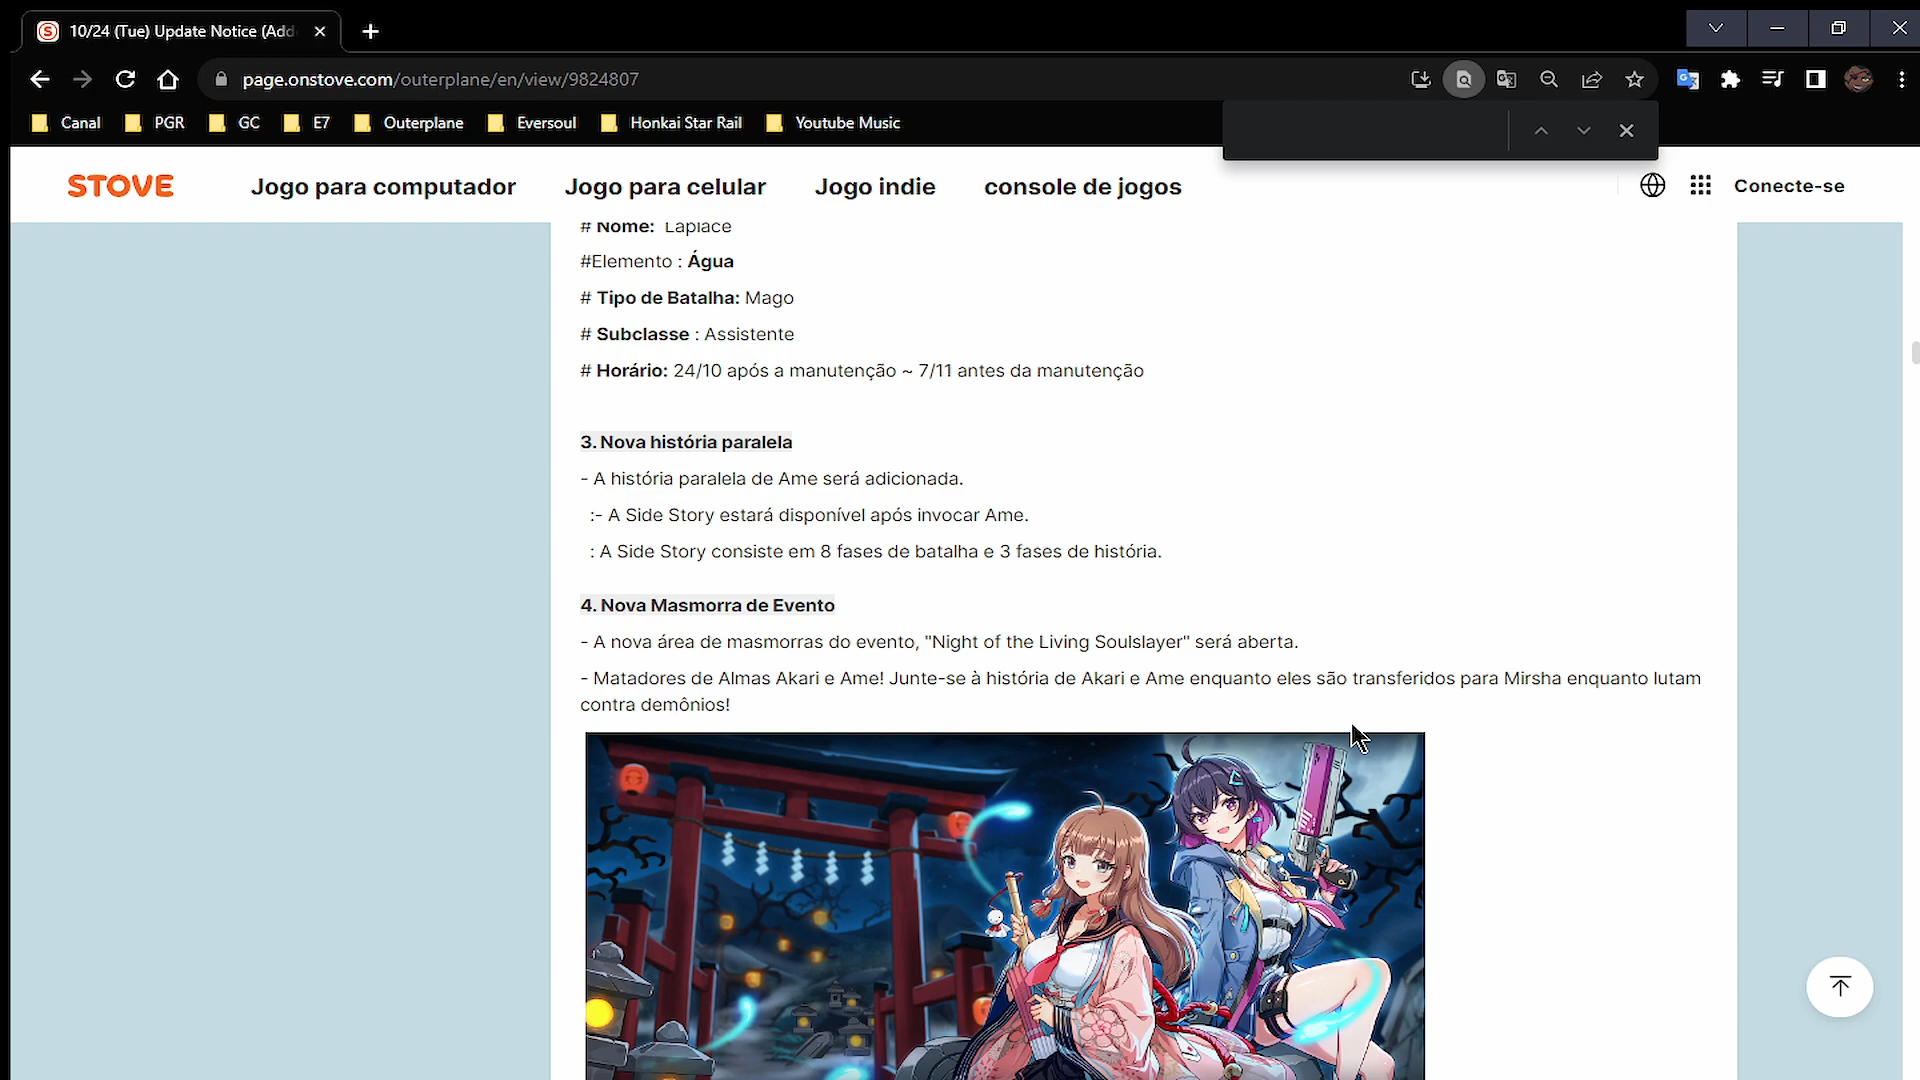 10/24 (Tue) Update Notice (Add
page.onstove.com/outerplane/en/view/9824807
Canal
PGR
GC
E7
Outerplane
Eversoul
Honkai Star Rail
Youtube Music
STOVE
Jogo para computador
Jogo para celular
Jogo indie
console de jogos
Conecte-se
# Nome: Laplace
#Elemento : Água
# Tipo de Batalha: Mago
# Subclasse : Assistente
# Horário: 24/10 após a manutenção ~ 7/11 antes da manutenção
3. Nova história paralela
- A história paralela de Ame será adicionada.
:- A Side Story estará disponível após invocar Ame.
: A Side Story consiste em 8 fases de batalha e 3 fases de história.
4. Nova Masmorra de Evento
- A nova área de masmorras do evento, "Night of the Living Soulslayer" será aberta.
- Matadores de Almas Akari e Ame! Junte-se à história de Akari e Ame enquanto eles são transferidos para Mirsha enquanto lutam
contra demônios!